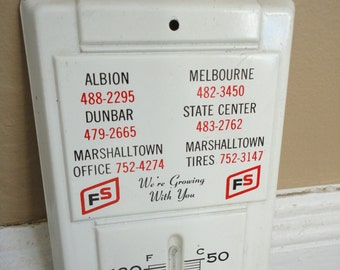 ALBION
488-2295
DUNBAR
479-2665
MARSHALLTOWN
OFFICE 752-4274
MELBOURNE
482-3450
STATE CENTER
483-2762
MARSHALLTOWN
TIRES 752-3147
FS
We're Growing
With You
FS
F C
50